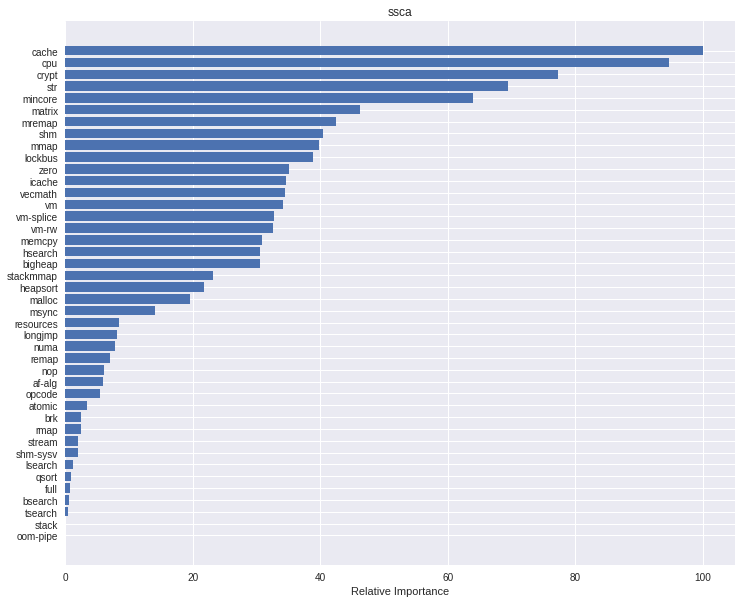 ssca
cache
cpu
crypt
str
mincore
matrix
mremap
shm
mmap
lockbus
zero
icache
vecmath
vm
vm-splice
vm-rw
memcpy
hsearch
bigheap
stackmmap
heapsort
malloc
msync
resources
longjmp
numa
remap
nop
af-alg
opcode
atomic
brk
rmap
stream
shm-sysv
lsearch
qsort
full
bsearch
tsearch
stack
oom-pipe
0 20 40 60 80 100
Relative Importance